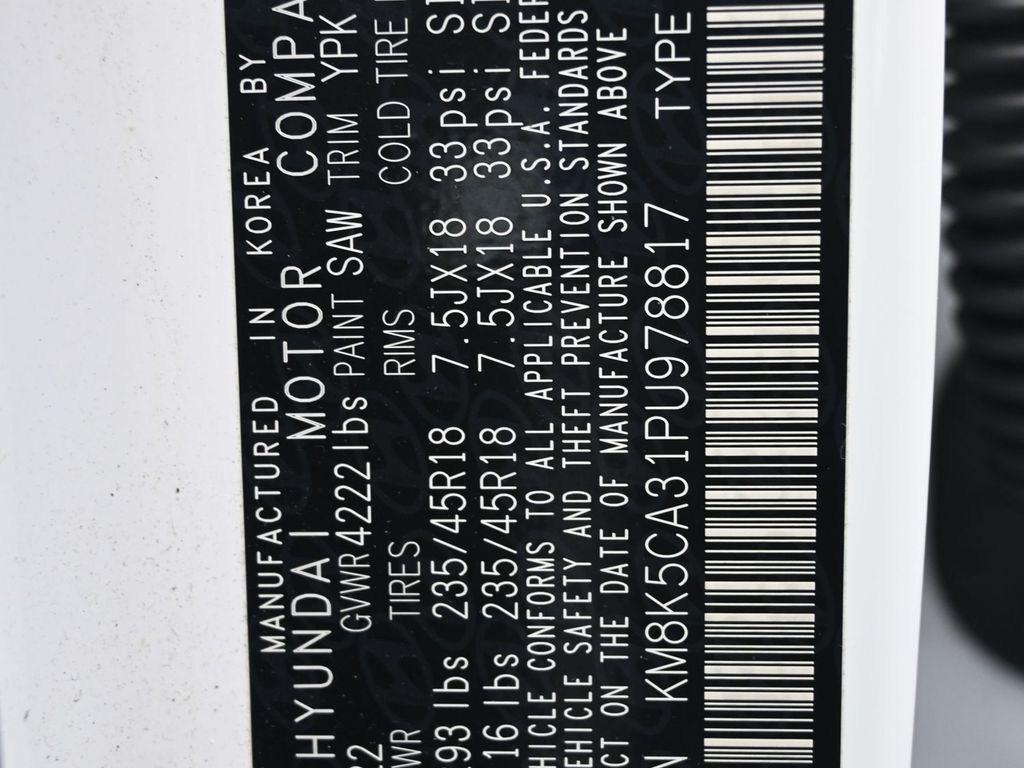 MANUFACTURED IN KOREA BY
HYUNDAI MOTOR COMPA
22 GVWR 4222 lbs PAINT SAW TRIM YPK
WR TIRES RIMS COLD TIRE
93 lbs 235/45R18 7.5JX18 33psi
16 lbs 235/45R18 7.5JX18 33psi
HICLE CONFORMS TO ALL APPLICABLE U.S.A. FEDER
EHICLE SAFETY AND THEFT PREVENTION STANDARDS
CT ON THE DATE OF MANUFACTURE SHOWN ABOVE
N KM8K5CA31PU978817 TYPE